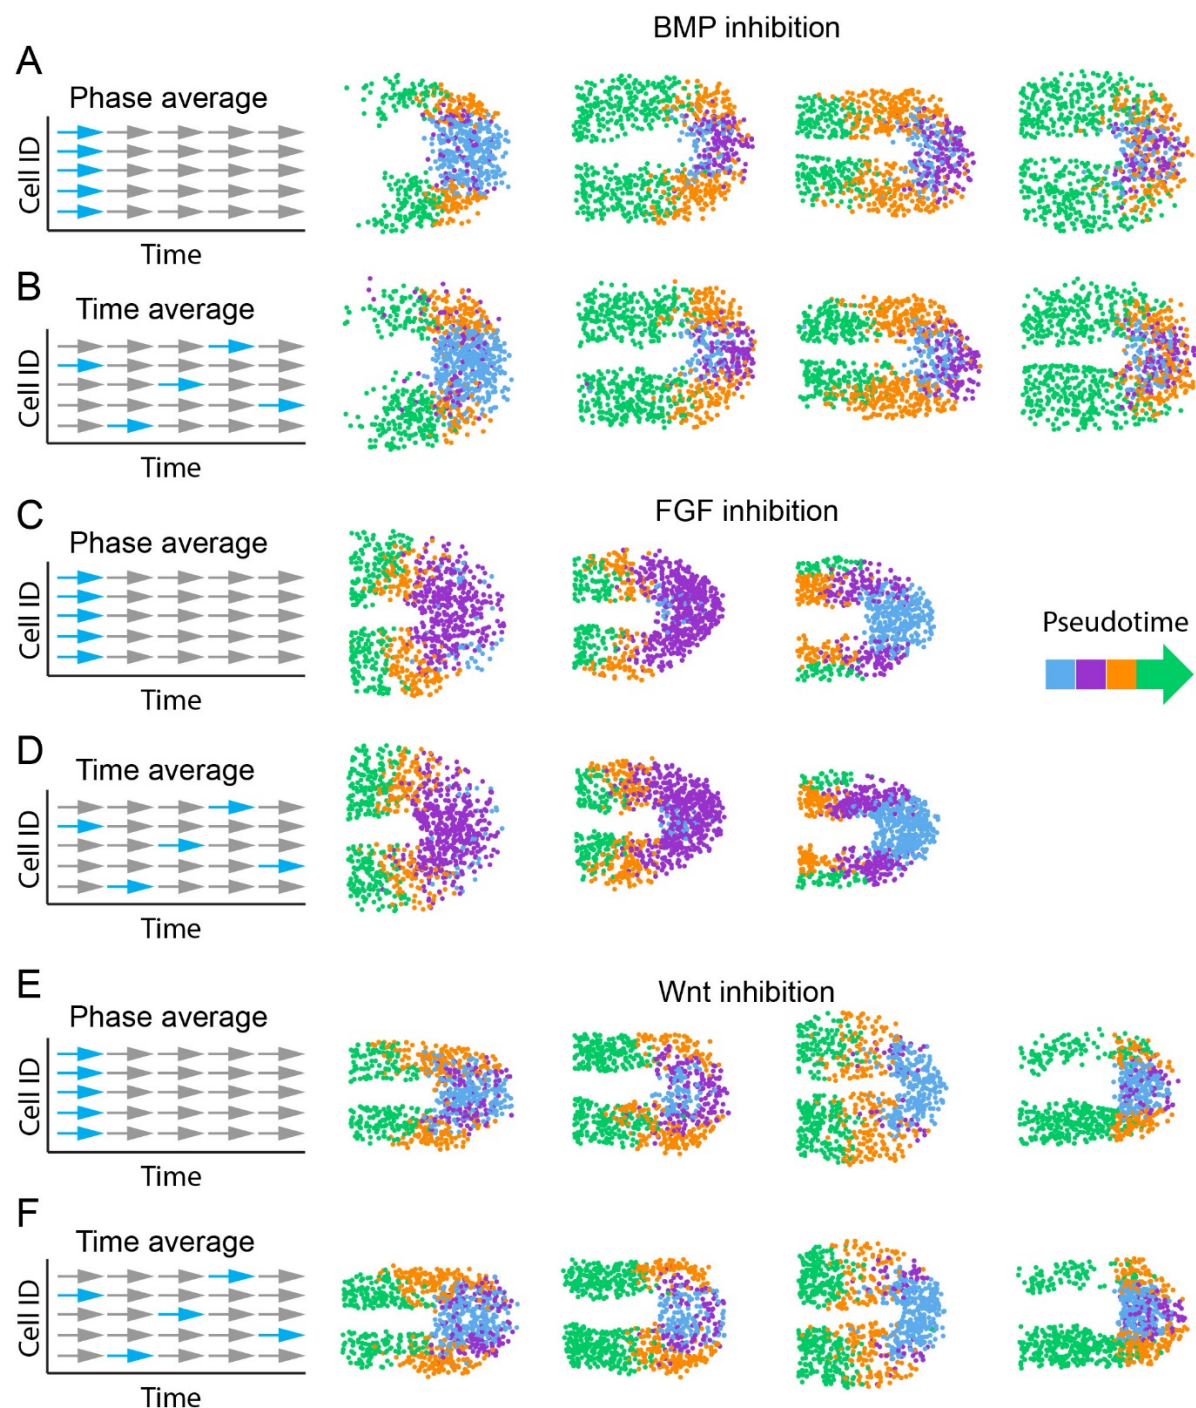 BMP inhibition
A
Phase average
Cell ID
Time
B
Time average
Cell ID
Time
FGF inhibition
C
Phase average
Cell ID
Time
Pseudotime
D
Time average
Cell ID
Time
E
Wnt inhibition
Phase average
Cell ID
Time
F
Time average
Cell ID
Time